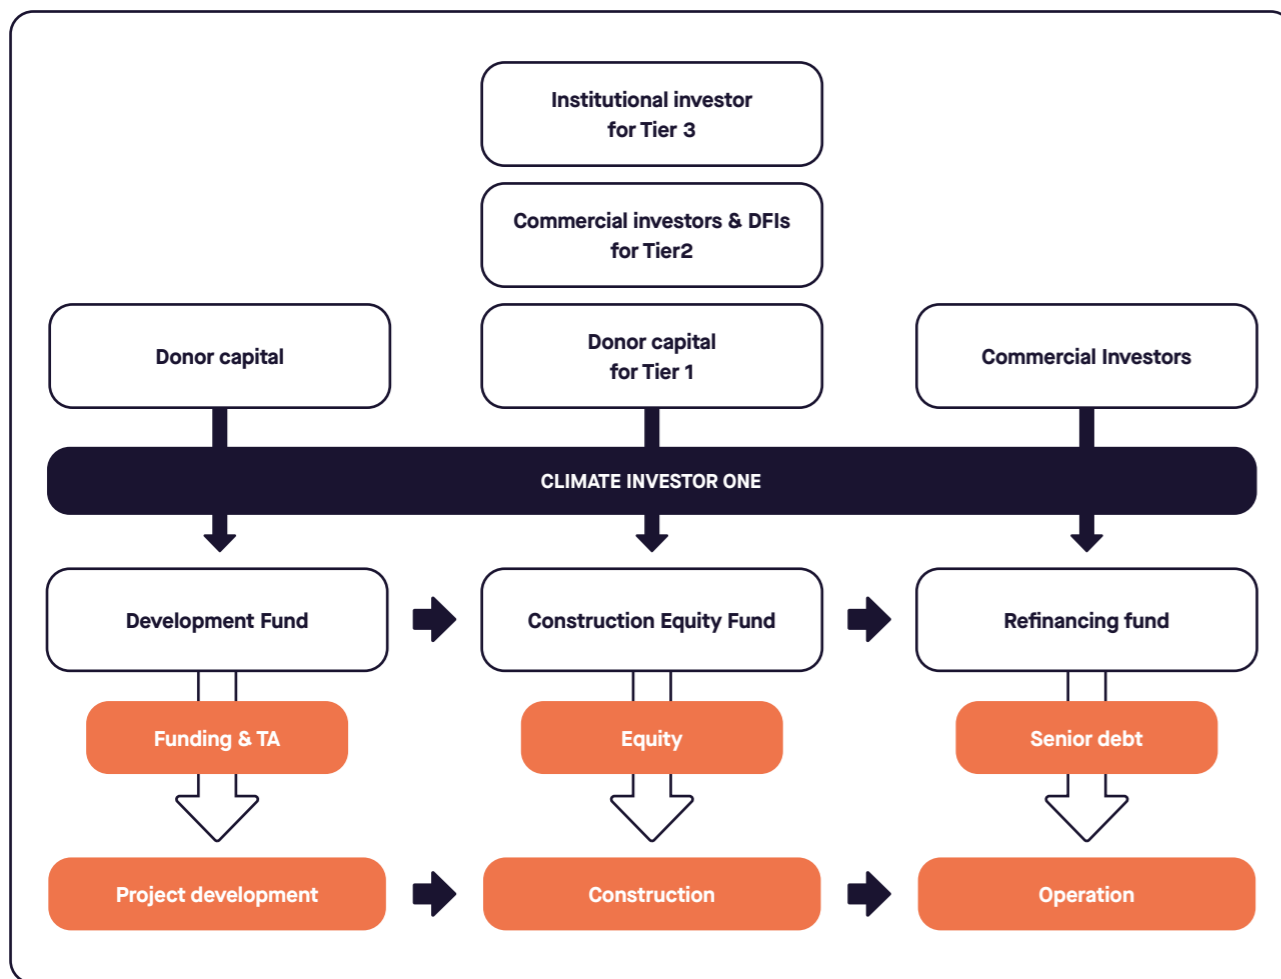 Institutional investor
for Tier 3
Commercial investors & DFIs
for Tier2
Donor capital
Donor capital
for Tier 1
Commercial Investors
CLIMATE INVESTOR ONE
Development Fund
Construction Equity Fund
Refinancing fund
Funding & TA
Equity
Senior debt
Project development
Construction
Operation